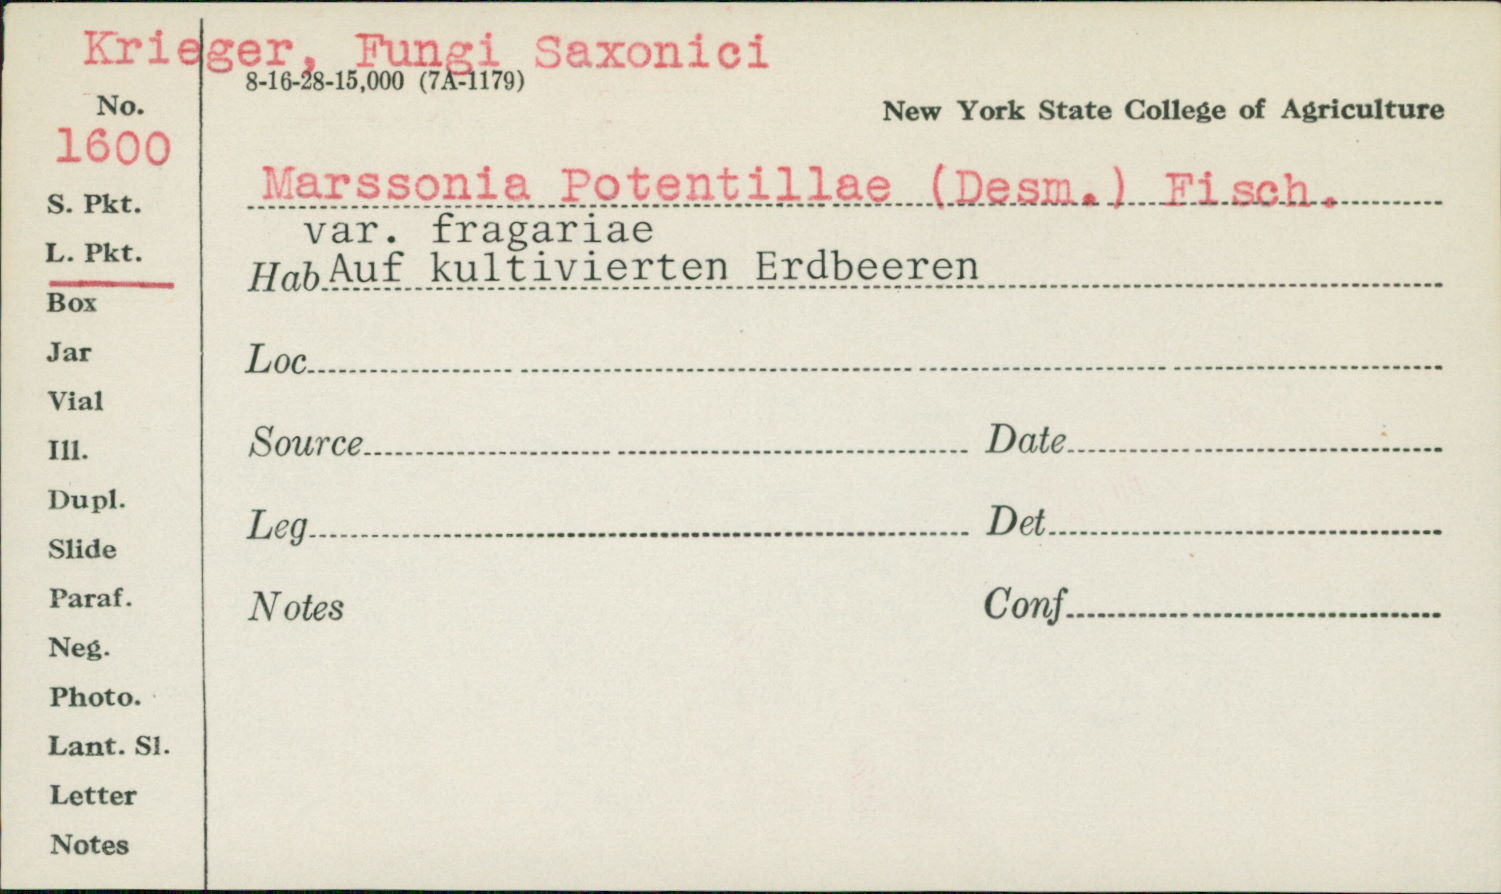 Krieger, Fungi Saxonici
8-16-28-15,000 (7A-1179)
New York State College of Agriculture
No.
1600
S. Pkt.
L. Pkt.
Box
Jar
Vial
Ill.
Dupl.
Slide
Paraf.
Neg.
Photo.
Lant. Sl.
Letter
Notes
Marssonia Potentillae (Desm.) Fisch.
var. fragariae
Hab Auf kultivierten Erdbeeren
Loc
Source Date
Leg Det
Notes Conf